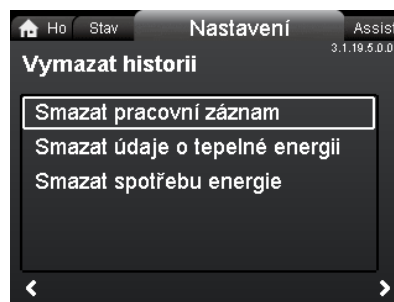 Ho Stav Nastavení Assist
3.1.19.5.0.0
Vymazat historii
Smazat pracovní záznam
Smazat údaje o tepelné energii
Smazat spotřebu energie